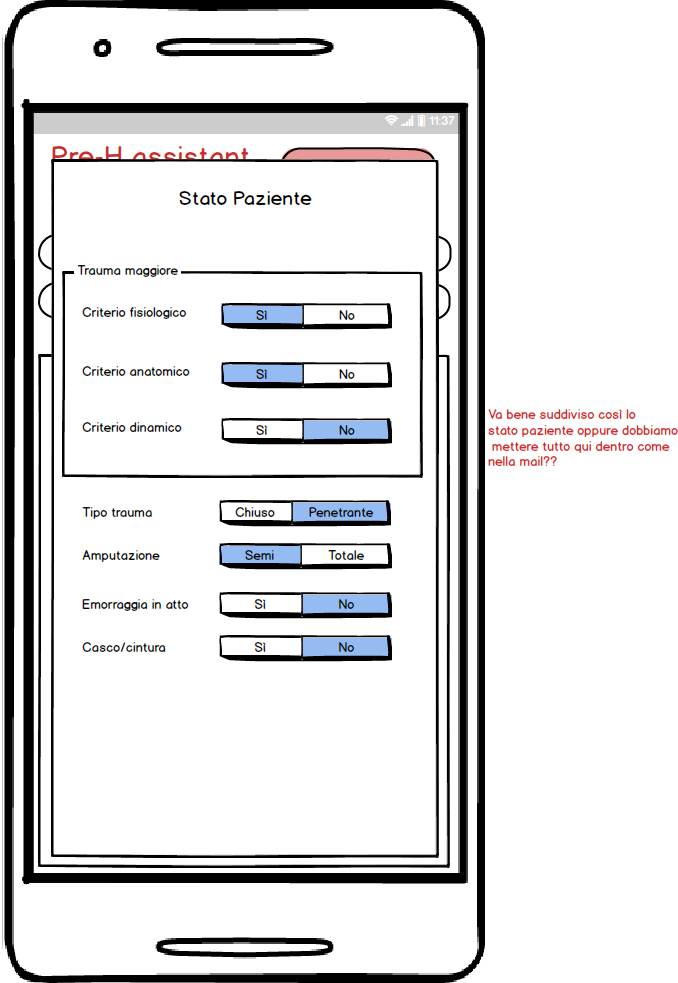 11:37
Pre-H assistant
Stato Paziente
Trauma maggiore
Criterio fisiologico Sì No
Criterio anatomico Sì No
Criterio dinamico Sì No
Va bene suddiviso così lo
stato paziente oppure dobbiamo
mettere tutto qui dentro come
nella mail??
Tipo trauma Chiuso Penetrante
Amputazione Semi Totale
Emorraggia in atto Sì No
Casco/cintura Sì No